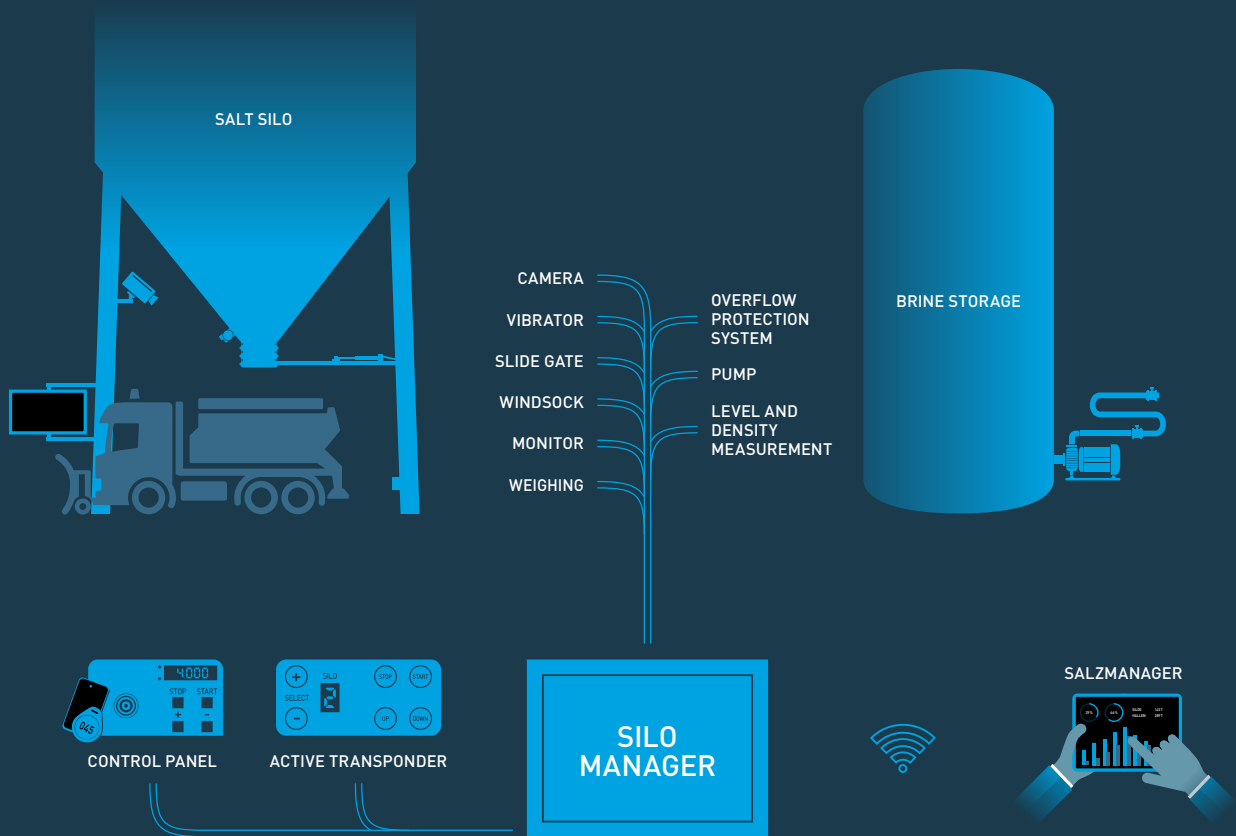 SALT SILO
CAMERA
VIBRATOR
SLIDE GATE
WINDSOCK
MONITOR
WEIGHING
OVERFLOW
PROTECTION
SYSTEM
PUMP
LEVEL AND
DENSITY
MEASUREMENT
BRINE STORAGE
4000
STOP START
+ -
045
CONTROL PANEL
+ SILO STOP START
SELECT 2
- UP DOWN
ACTIVE TRANSPONDER
SILO
MANAGER
SALZMANAGER